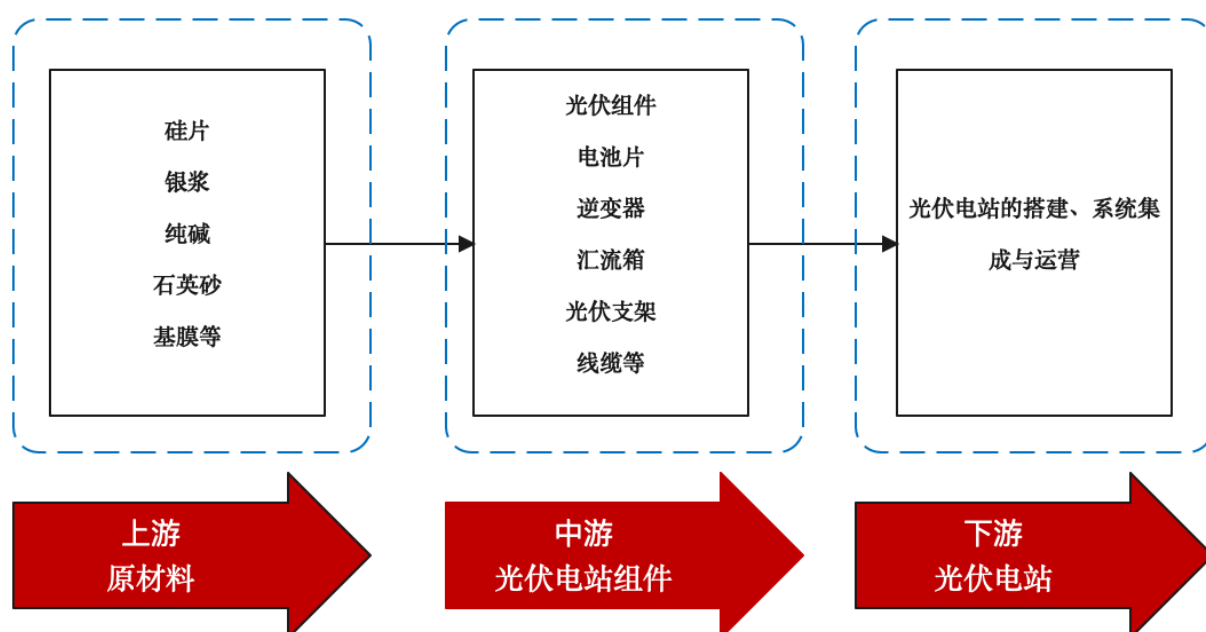 硅片
银浆
纯碱
石英砂
基膜等
光伏组件
电池片
逆变器
汇流箱
光伏支架
线缆等
光伏电站的搭建、系统集
成与运营
上游
原材料
中游
光伏电站组件
下游
光伏电站